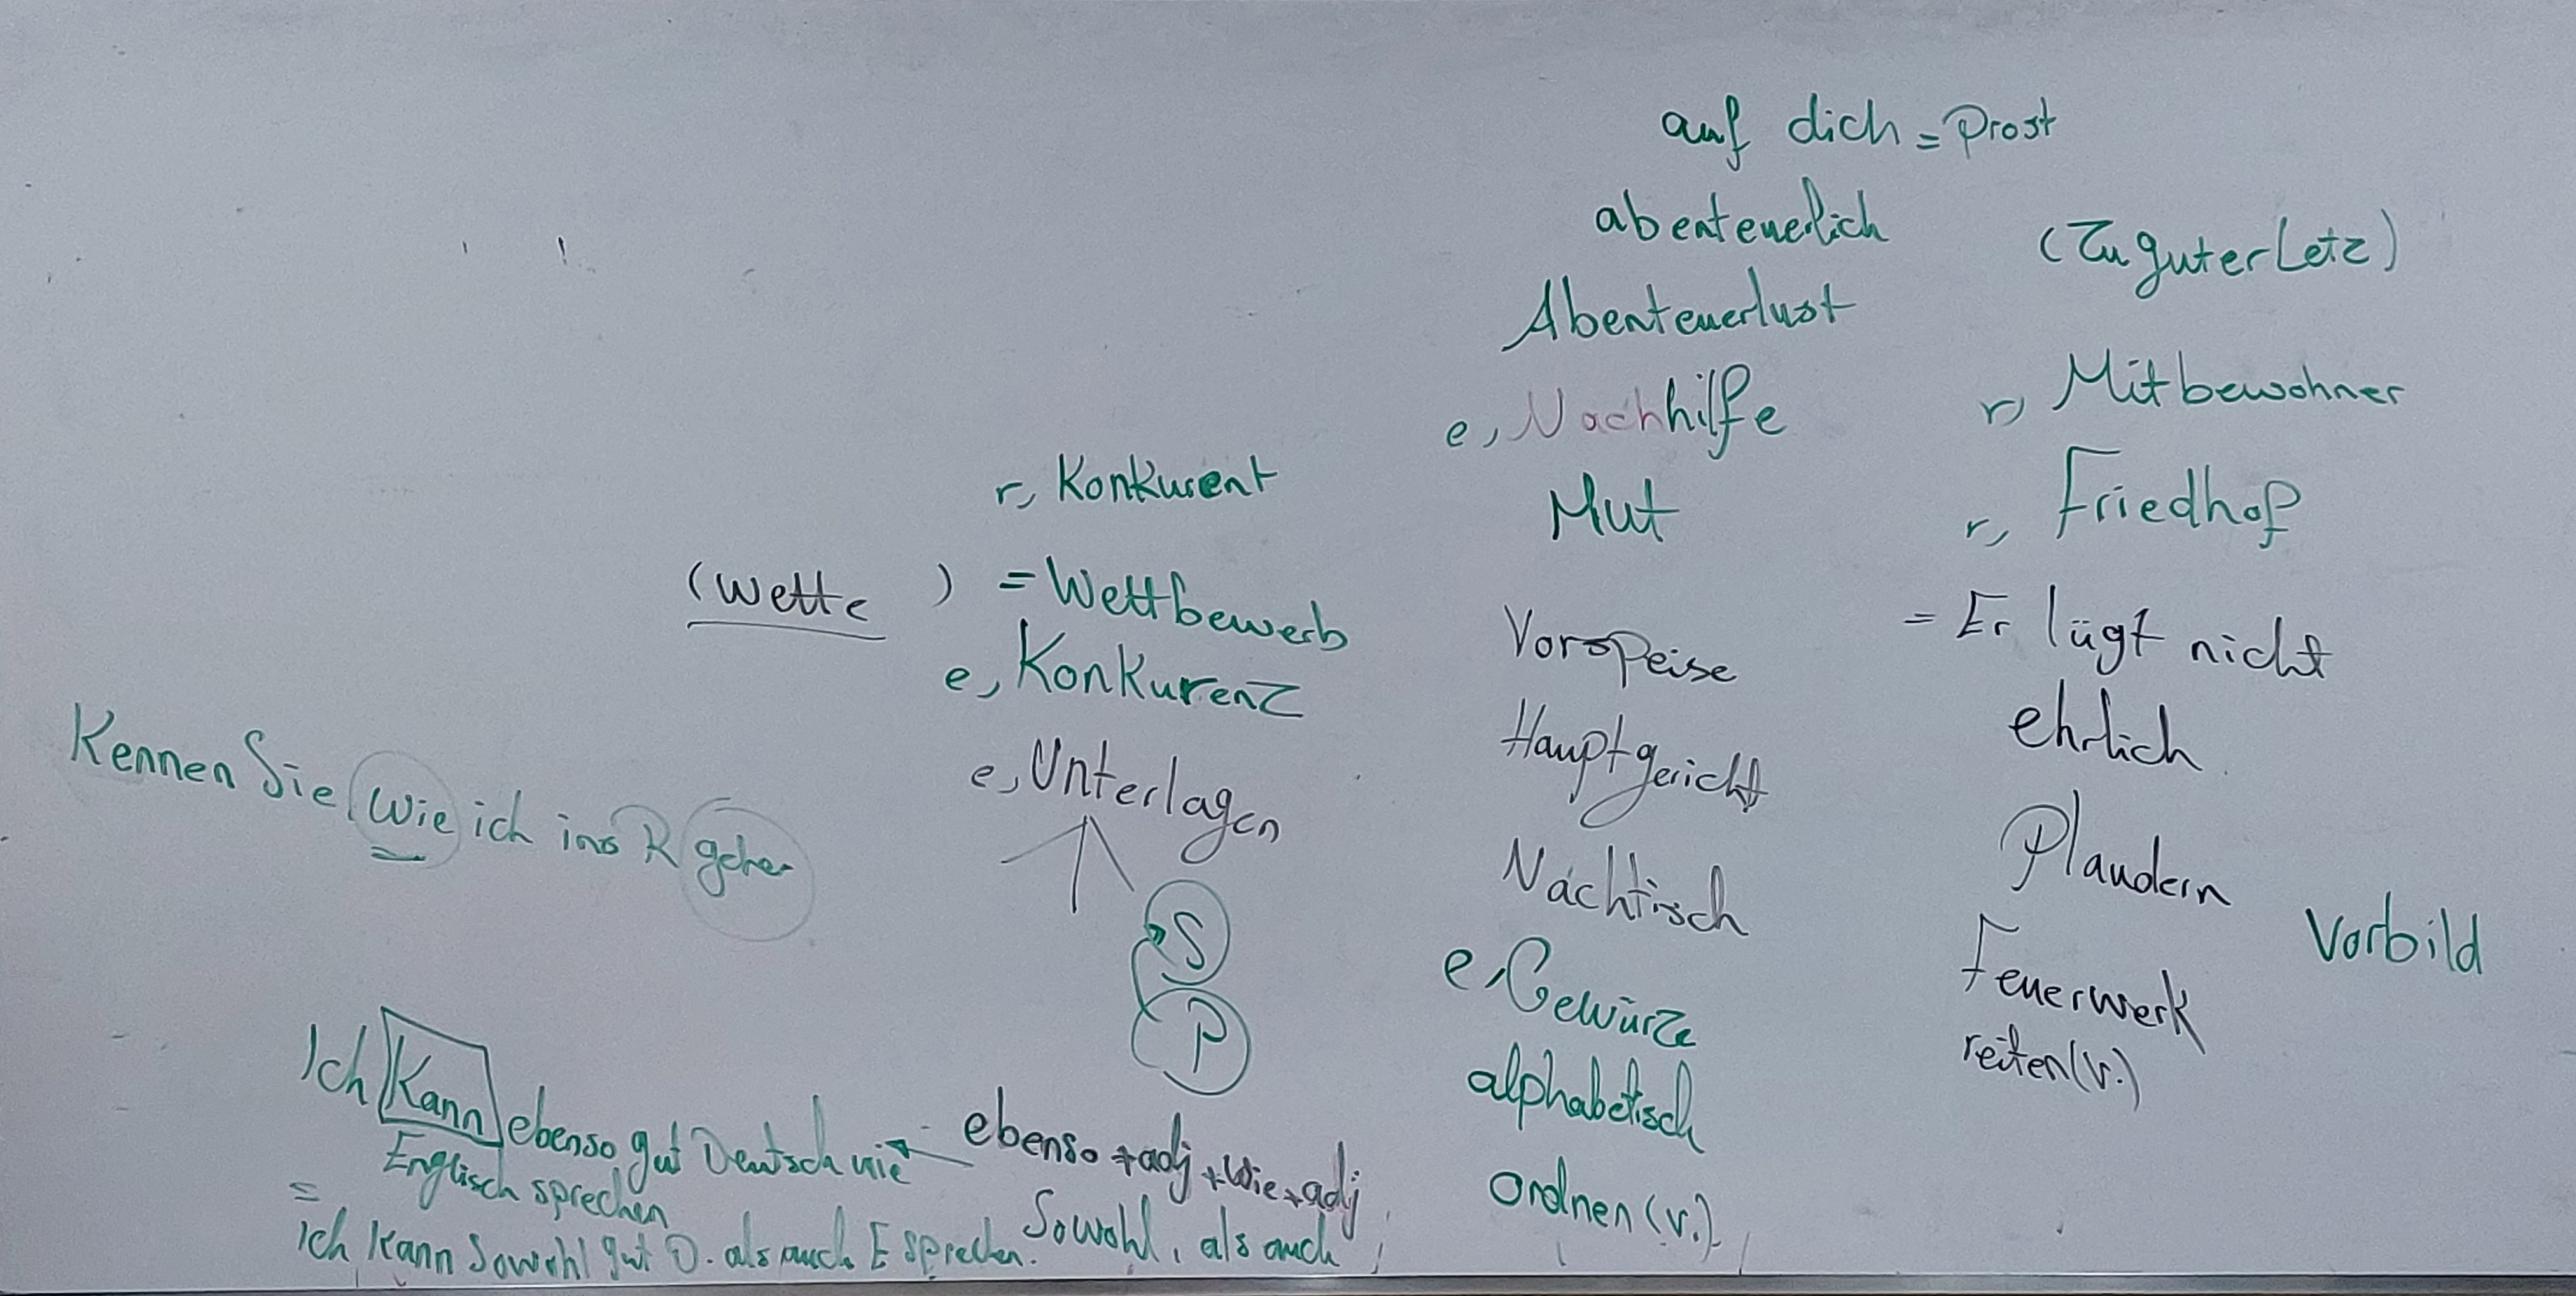 auf dich = Prost
abenteuerlich
Abenteuerlust
e, Nachhilfe
Mut
Vorspeise
Hauptgericht
Nachtisch
e, Gewürze
alphabetisch
ordnen (v.)
(Zu guter Letz)
r, Mitbewohner
r, Friedhof
= Er lügt nicht
ehrlich
Plaudern
Feuerwerk
reiten (v.)
Vorbild
r, Konkurent
(Wette ) = Wettbewerb
e, Konkurenz
e, Unterlagen
S
P
Kennen Sie wie ich ins R gehen
Ich Kann ebenso gut Deutsch wie
Englisch sprechen
ebenso + adj + wie + adj
=
Ich kann Sowohl gut D. als auch E sprechen.
Sowohl, als auch